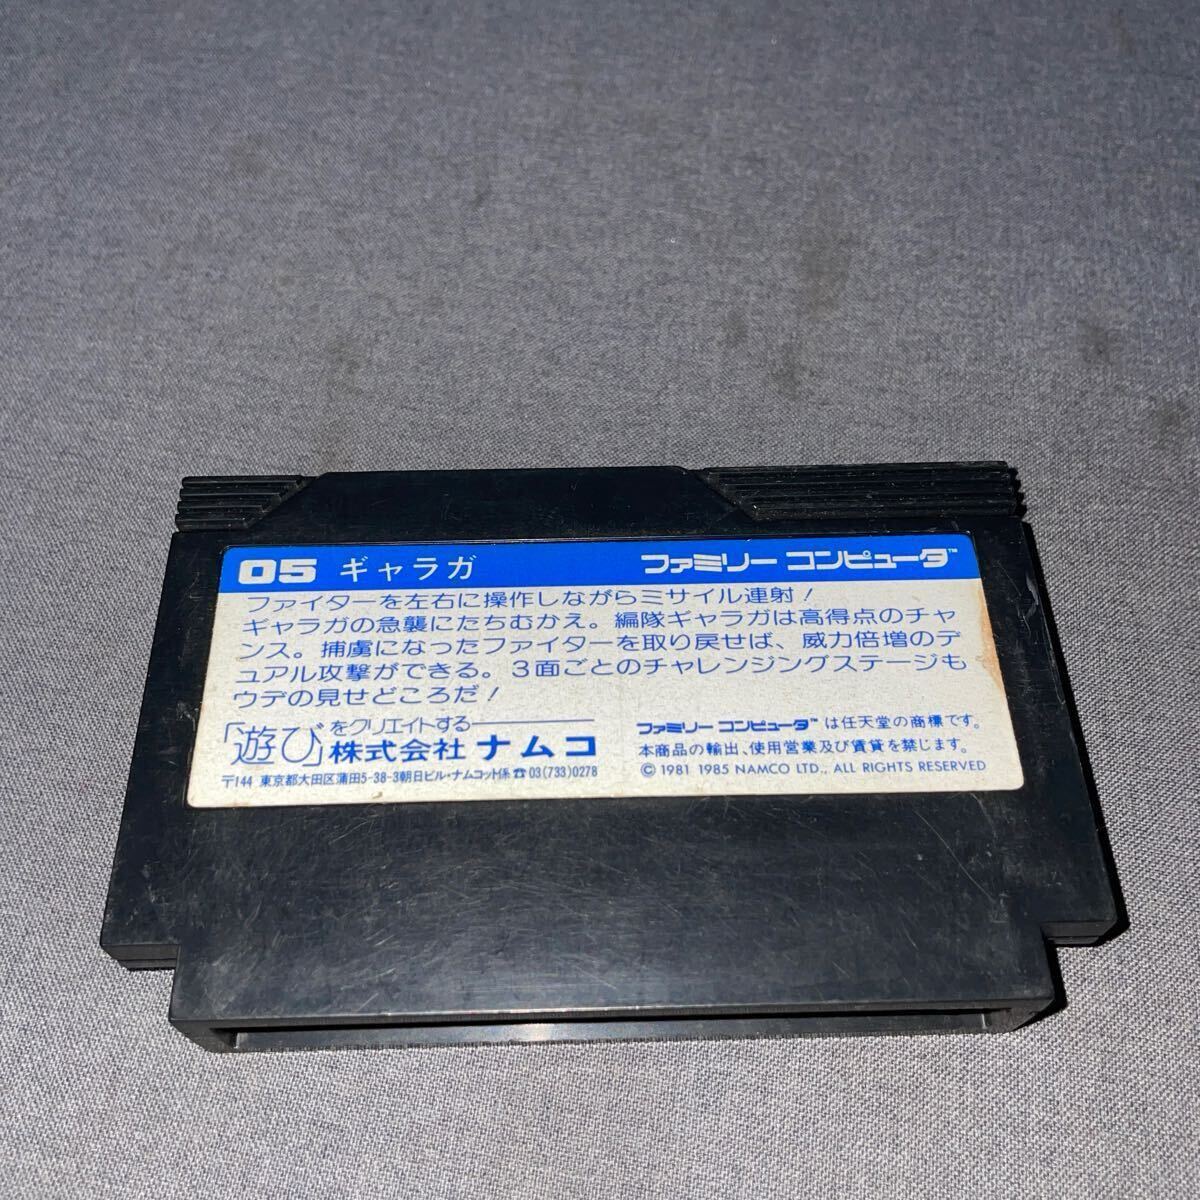 05 ギャラガ ファミリー コンピュータ™
ファイターを左右に操作しながらミサイル連射!
ギャラガの急襲にたちむかえ。編隊ギャラガは高得点のチャ
ンス。捕虜になったファイターを取り戻せば、威力倍増のデ
ュアル攻撃ができる。3面ごとのチャレンジングステージも
ウデの見せどころだ!
「遊び」をクリエイトする
株式会社 ナムコ
〒144 東京都大田区蒲田5-38-3朝日ビル・ナムコット係☎03(733)0278
ファミリー コンピュータ™は任天堂の商標です。
本商品の輸出、使用営業及び賃貸を禁じます。
© 1981 1985 NAMCO LTD., ALL RIGHTS RESERVED